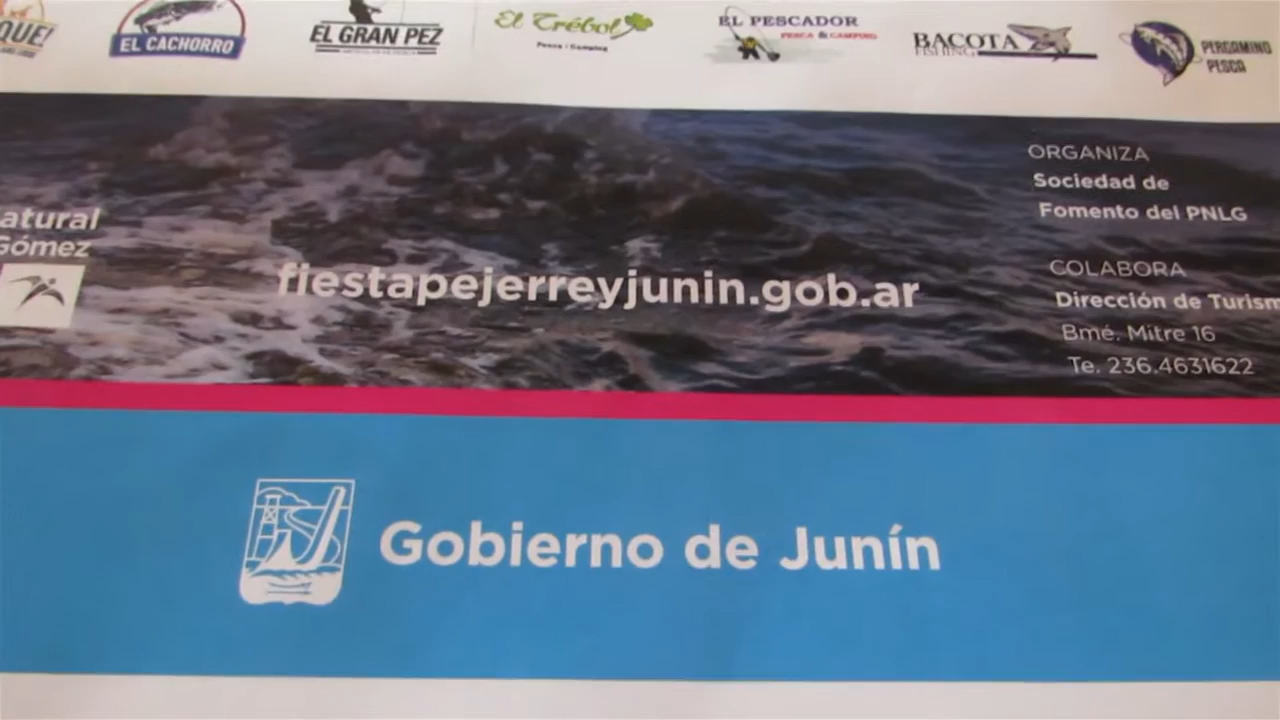 QUE!
EL CACHORRO
EL GRAN PEZ
El Trébol
Pesca i Camping
EL PESCADOR
PESCA & CAMPING
BACOTA
FISHING
PERGAMINO
PESCA
ORGANIZA
Sociedad de
Fomento del PNLG
atural
Gómez
fiestapejerreyjunin.gob.ar
COLABORA
Dirección de Turism
Bmé. Mitre 16
Te. 236.4631622
Gobierno de Junín